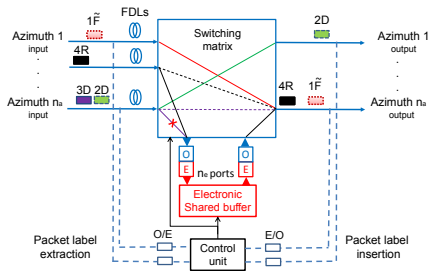 1F̃
FDLs
Switching
matrix
2D
Azimuth 1
input
Azimuth 1
output
4R
.
.
.
.
.
.
3D 2D
4R
1F̃
Azimuth nₐ
input
Azimuth nₐ
output
O
E
nₑ ports
O
E
Electronic
Shared buffer
O/E
E/O
Packet label
extraction
Control
unit
Packet label
insertion